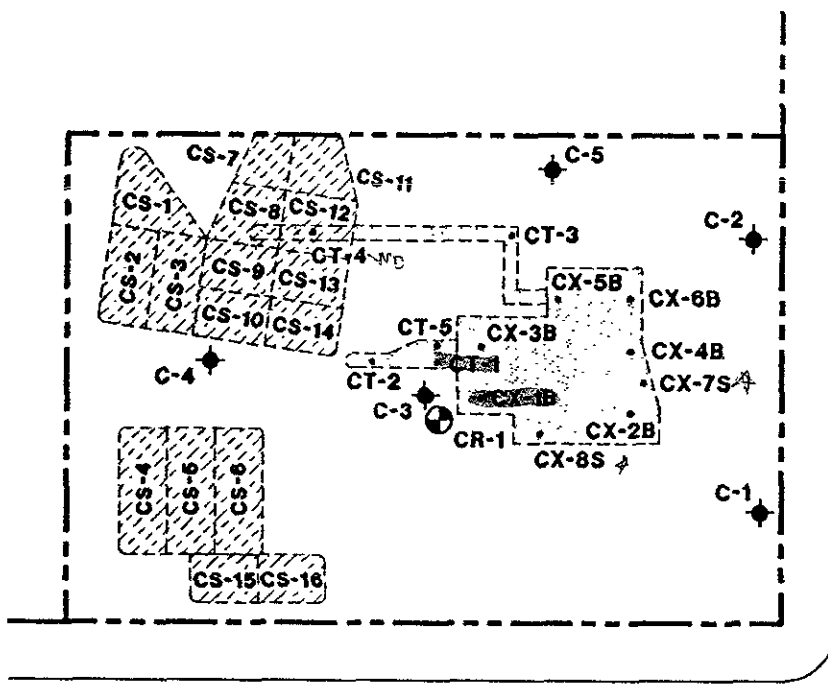 CS-7
C-5
CS-11
CS-1
CS-8
CS-12
C-2
CT-3
CT-4 ND
CS-2
CS-3
CS-9
CS-13
CX-5B
CX-6B
CS-10
CS-14
CT-5
CX-3B
CX-4B
CT-1
C-4
CT-2
CX-7S
C-3
CX-1B
CX-2B
CR-1
CX-8S
CS-4
CS-5
CS-6
C-1
CS-15
CS-16